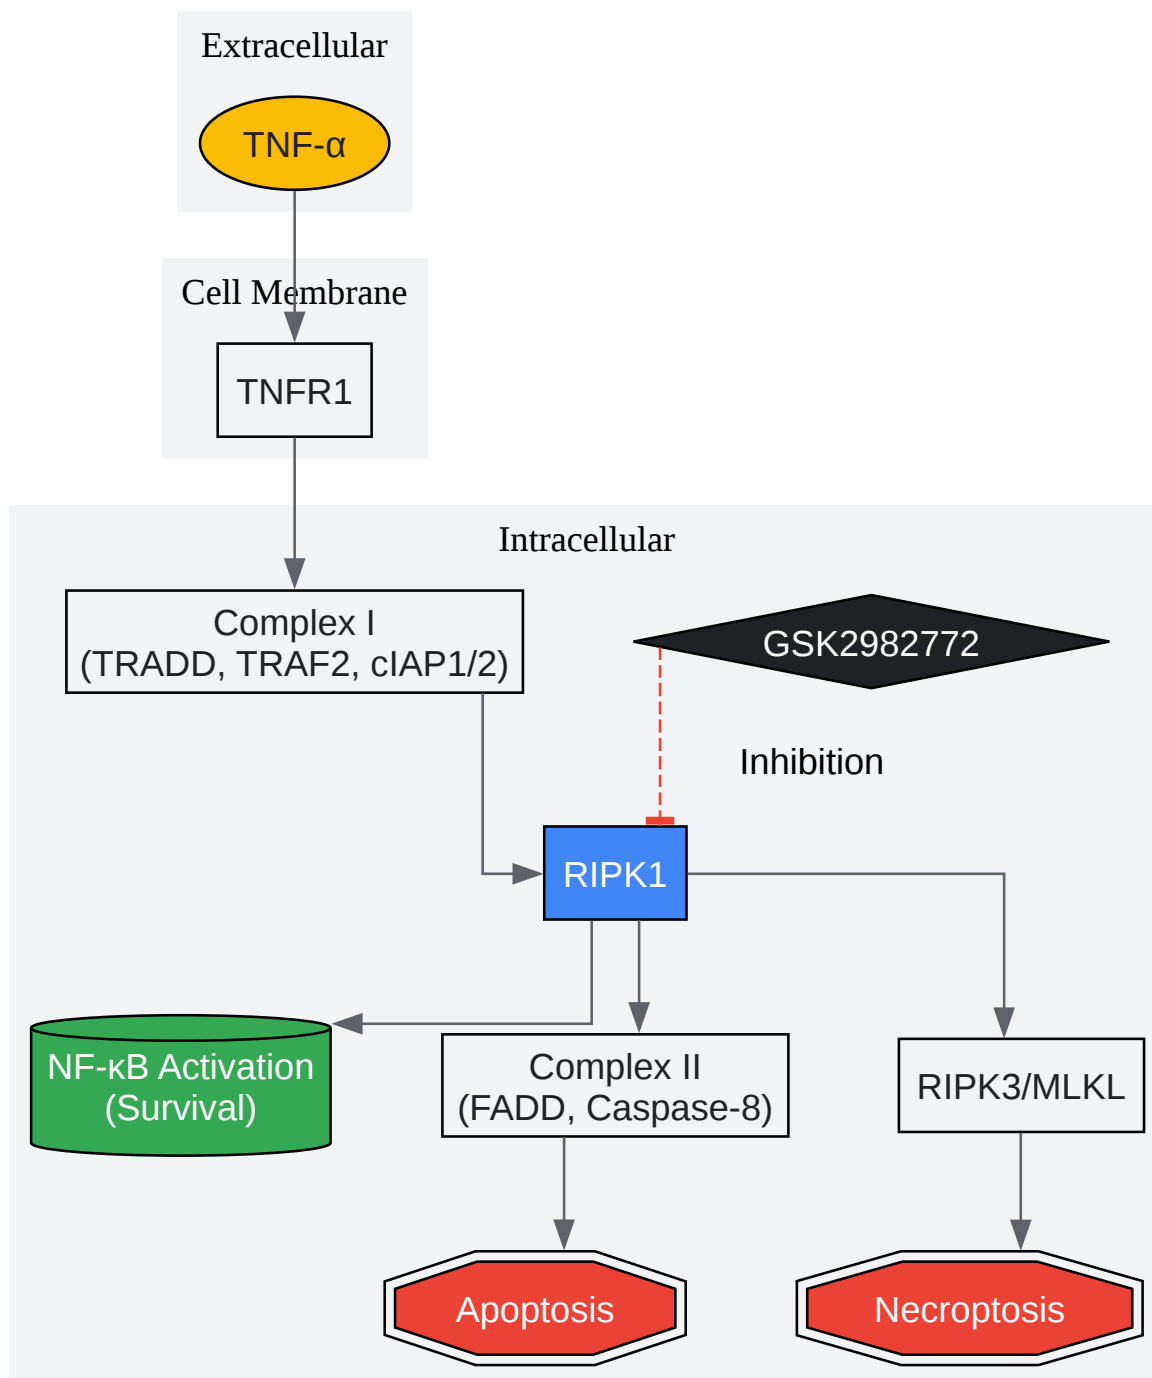 Extracellular
TNF-α
Cell Membrane
TNFR1
Intracellular
Complex I
(TRADD, TRAF2, cIAP1/2)
GSK2982772
Inhibition
RIPK1
NF-κB Activation
(Survival)
Complex II
(FADD, Caspase-8)
RIPK3/MLKL
Apoptosis
Necroptosis